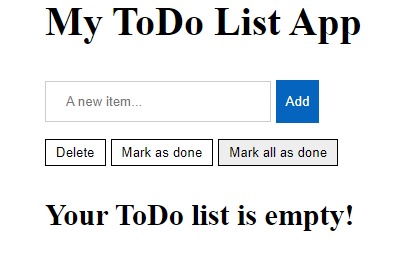 My ToDo List App
A new item...
Add
Delete Mark as done Mark all as done
Your ToDo list is empty!